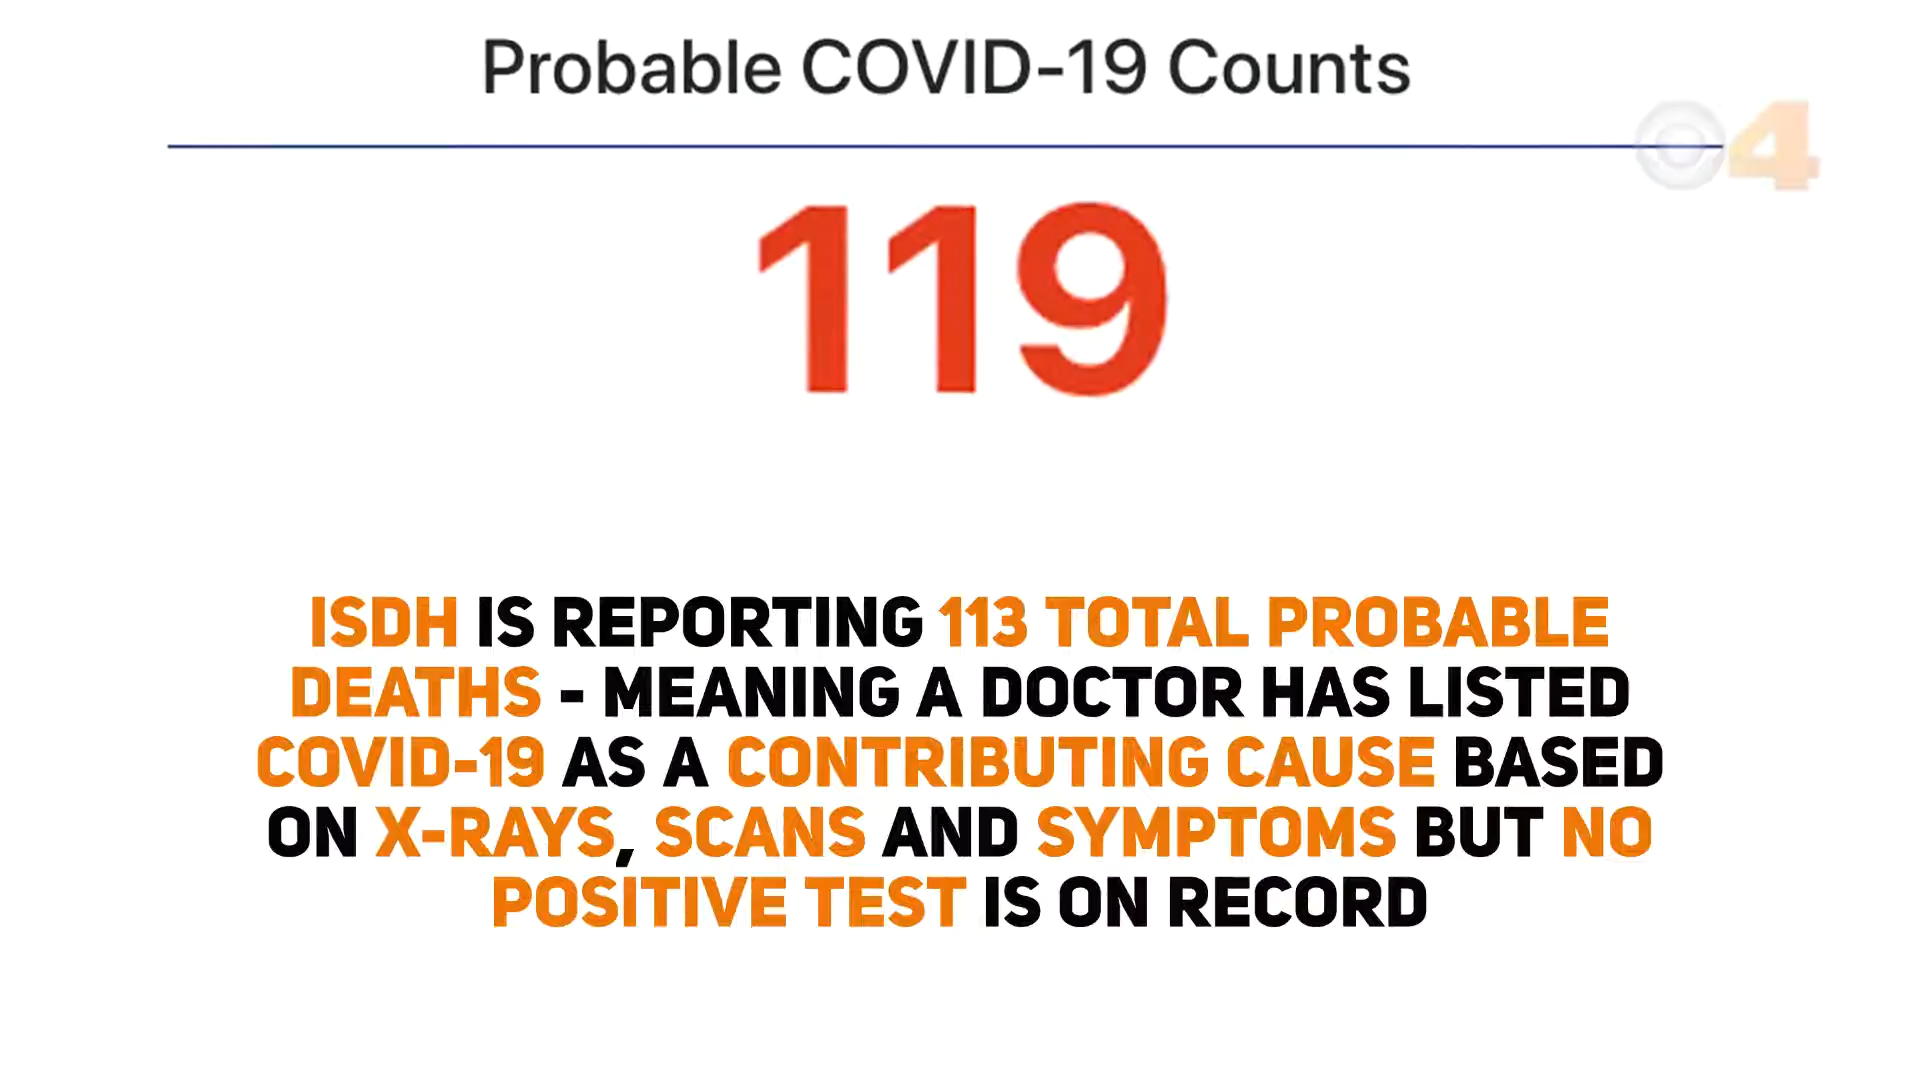 Probable COVID-19 Counts
4
119
ISDH IS REPORTING 113 TOTAL PROBABLE
DEATHS - MEANING A DOCTOR HAS LISTED
COVID-19 AS A CONTRIBUTING CAUSE BASED
ON X-RAYS, SCANS AND SYMPTOMS BUT NO
POSITIVE TEST IS ON RECORD